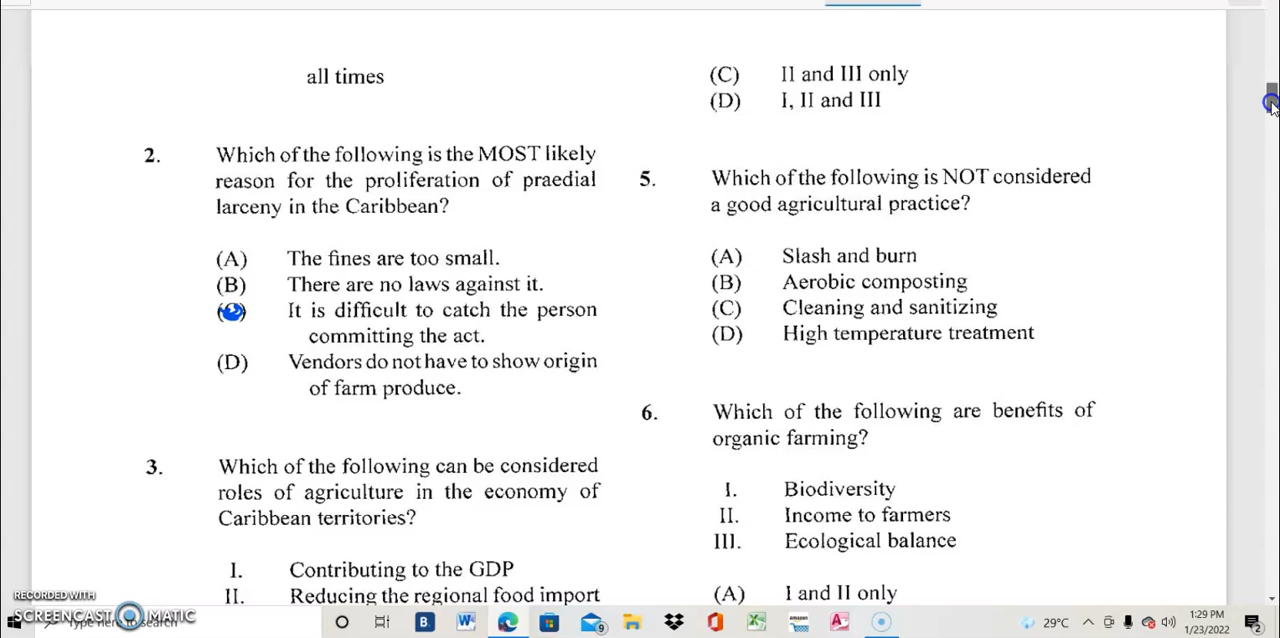 all times
2. Which of the following is the MOST likely
reason for the proliferation of praedial
larceny in the Caribbean?
(A) The fines are too small.
(B) There are no laws against it.
It is difficult to catch the person
committing the act.
(D) Vendors do not have to show origin
of farm produce.
3. Which of the following can be considered
roles of agriculture in the economy of
Caribbean territories?
I. Contributing to the GDP
II. Reducing the regional food import
(C) II and III only
(D) I, II and III
5. Which of the following is NOT considered
a good agricultural practice?
(A) Slash and burn
(B) Aerobic composting
(C) Cleaning and sanitizing
(D) High temperature treatment
6. Which of the following are benefits of
organic farming?
I. Biodiversity
II. Income to farmers
III. Ecological balance
(A) I and II only
RECORDED WITH
SCREENCAST MATIC
Type here to search
29°C
1:29 PM
1/23/2022